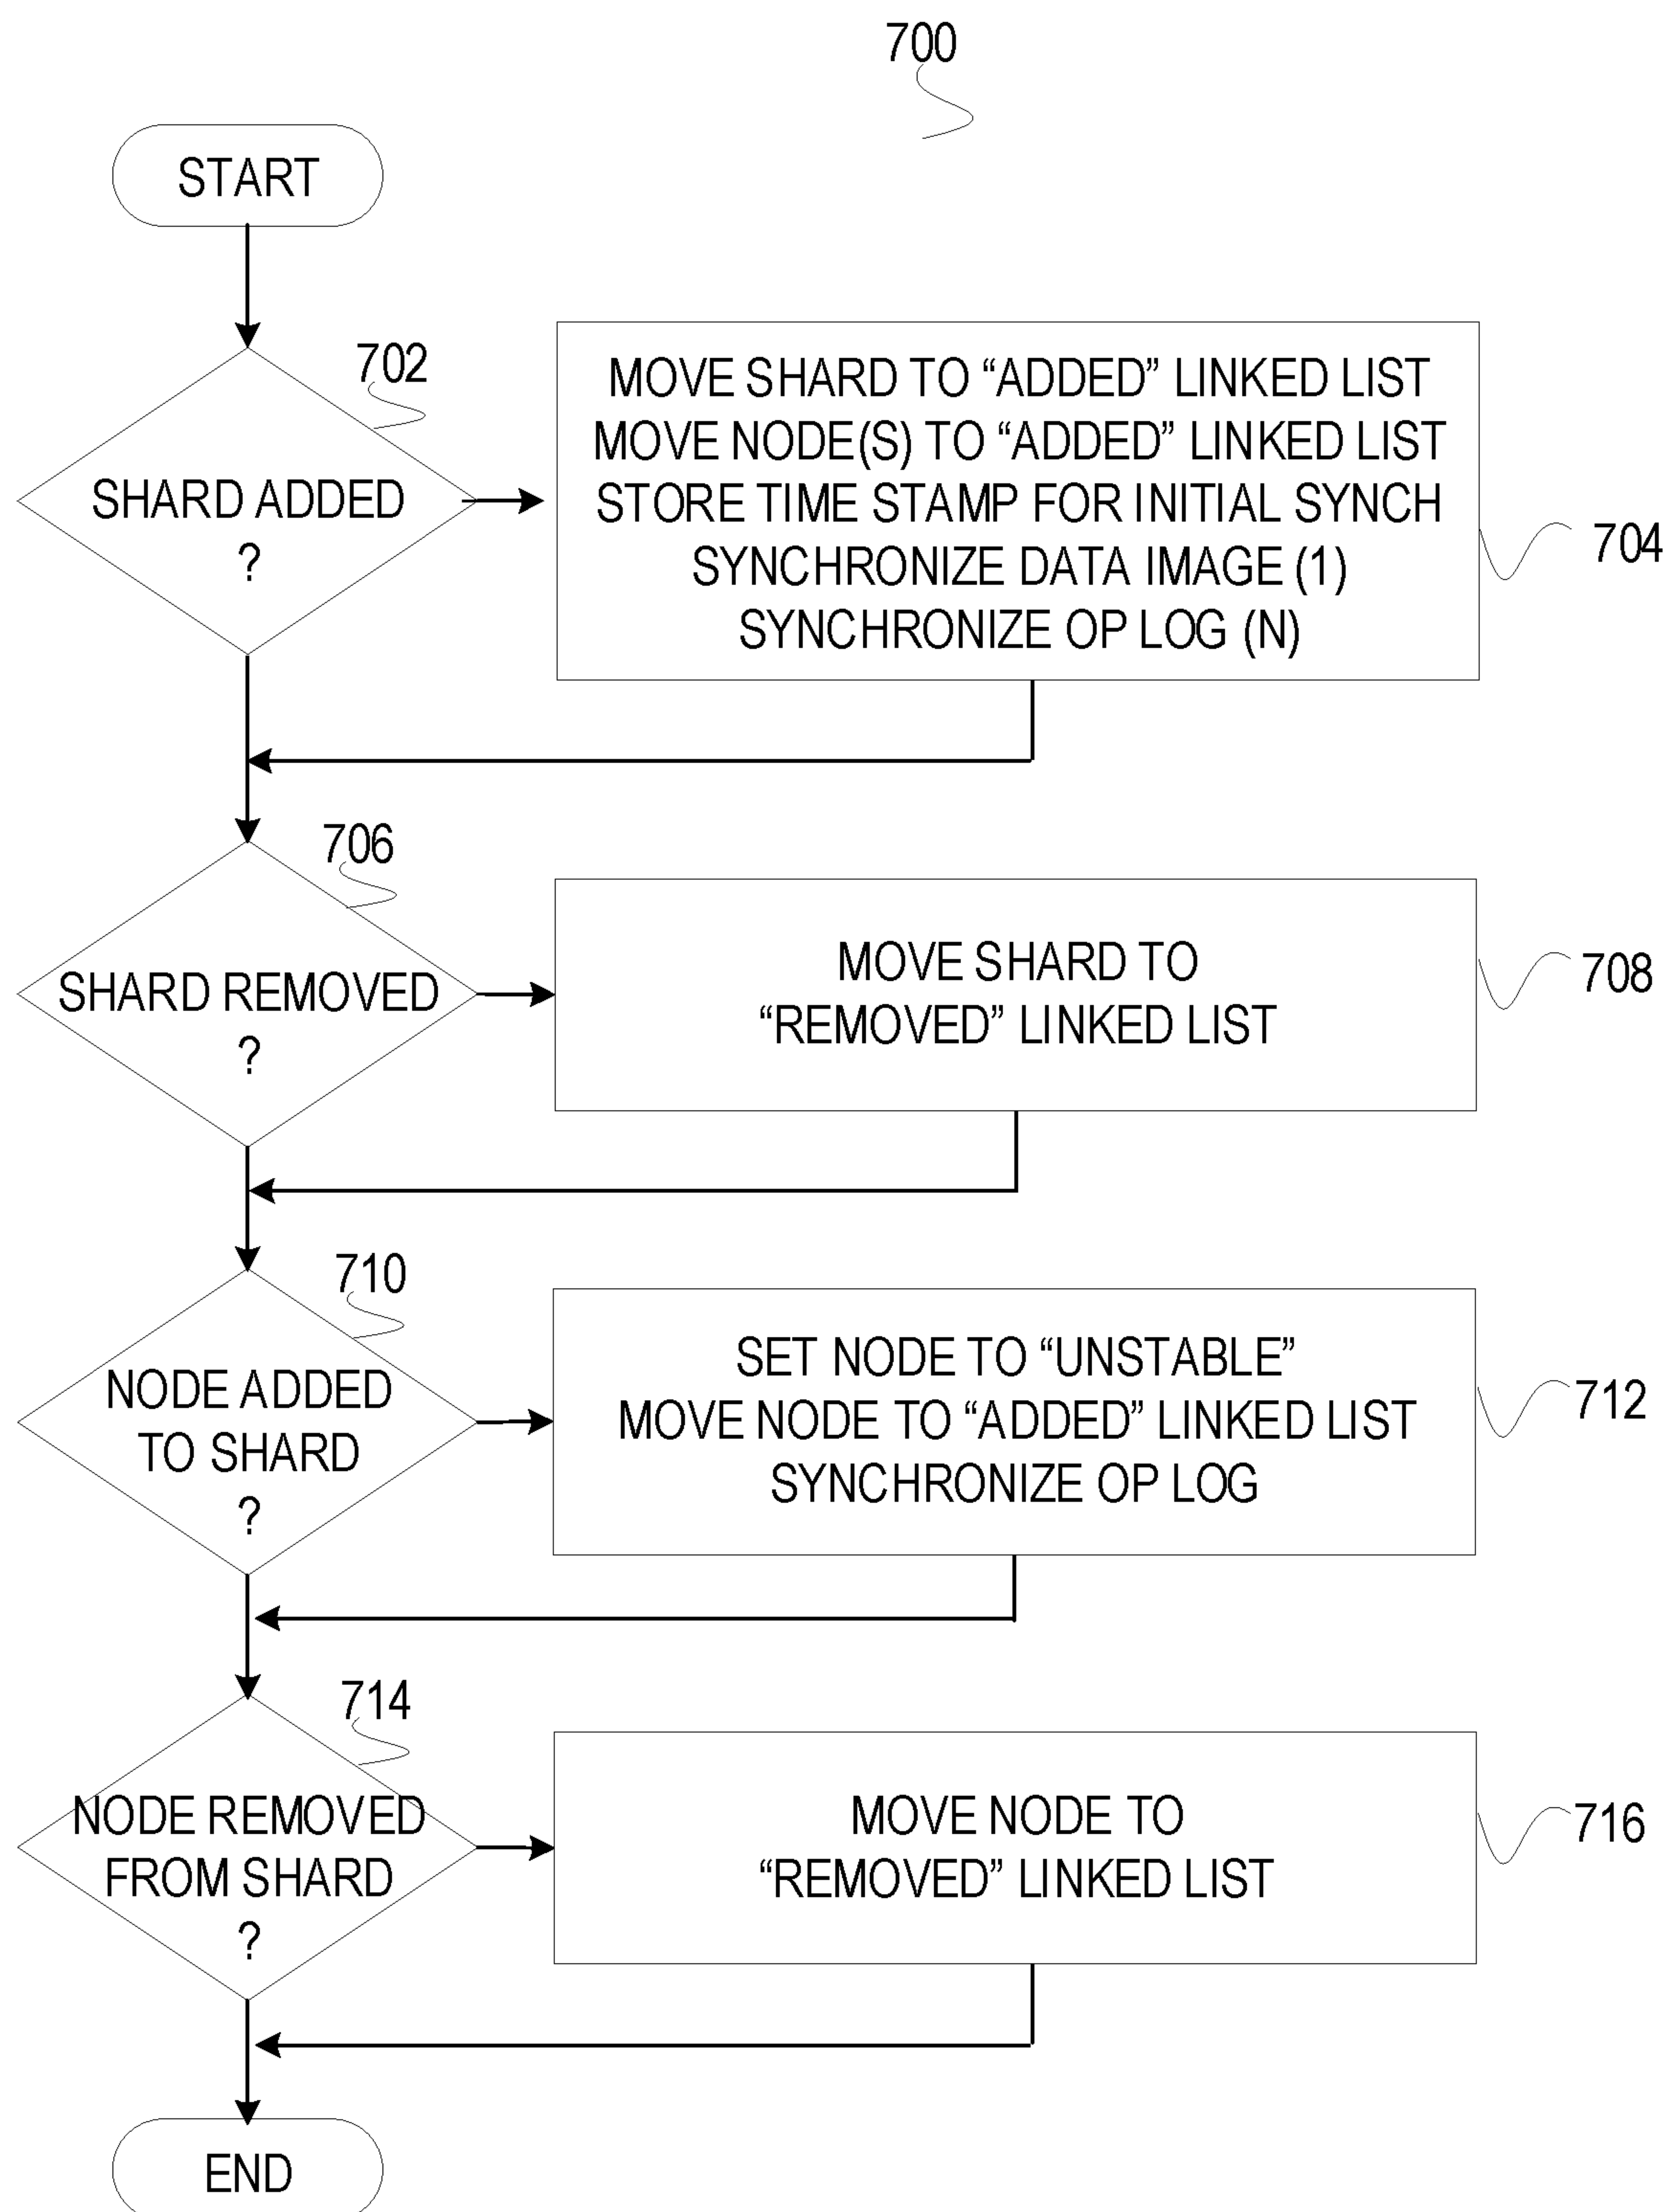 700
START
702
SHARD ADDED
?
MOVE SHARD TO “ADDED” LINKED LIST
MOVE NODE(S) TO “ADDED” LINKED LIST
STORE TIME STAMP FOR INITIAL SYNCH
SYNCHRONIZE DATA IMAGE (1)
SYNCHRONIZE OP LOG (N)
704
706
SHARD REMOVED
?
MOVE SHARD TO
“REMOVED” LINKED LIST
708
710
NODE ADDED
TO SHARD
?
SET NODE TO “UNSTABLE”
MOVE NODE TO “ADDED” LINKED LIST
SYNCHRONIZE OP LOG
712
714
NODE REMOVED
FROM SHARD
?
MOVE NODE TO
“REMOVED” LINKED LIST
716
END